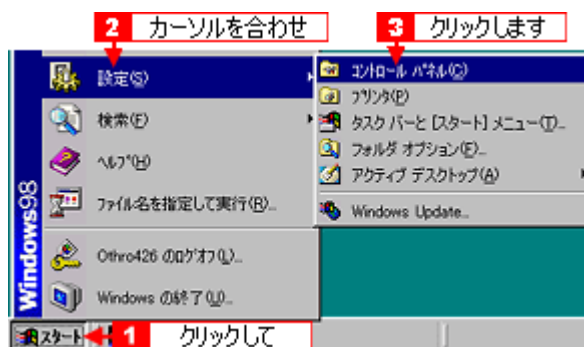 2 カーソルを合わせ
3 クリックします
設定(S)
検索(F)
ヘルプ(H)
ファイル名を指定して実行(R)...
Othro426 のログオフ(L)...
Windows の終了(U)...
Windows98
コントロール パネル(C)
プリンタ(P)
タスク バーと [スタート] メニュー(T)...
フォルダ オプション(F)...
アクティブ デスクトップ(A)
Windows Update...
スタート
1 クリックして